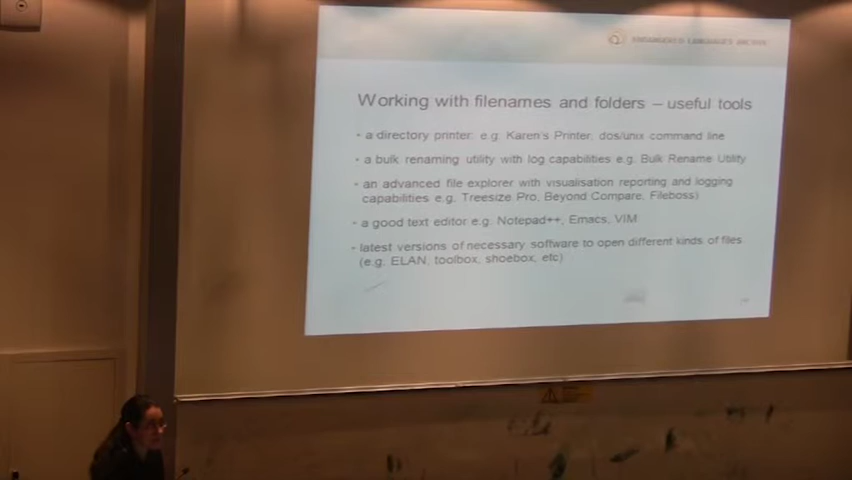 ENDANGERED LANGUAGES ARCHIVE
Working with filenames and folders – useful tools
• a directory printer: e.g. Karen's Printer, dos/unix command line
• a bulk renaming utility with log capabilities e.g. Bulk Rename Utility
• an advanced file explorer with visualisation reporting and logging
capabilities e.g. Treesize Pro, Beyond Compare, Fileboss)
• a good text editor e.g. Notepad++, Emacs, VIM
• latest versions of necessary software to open different kinds of files
(e.g. ELAN, toolbox, shoebox, etc)